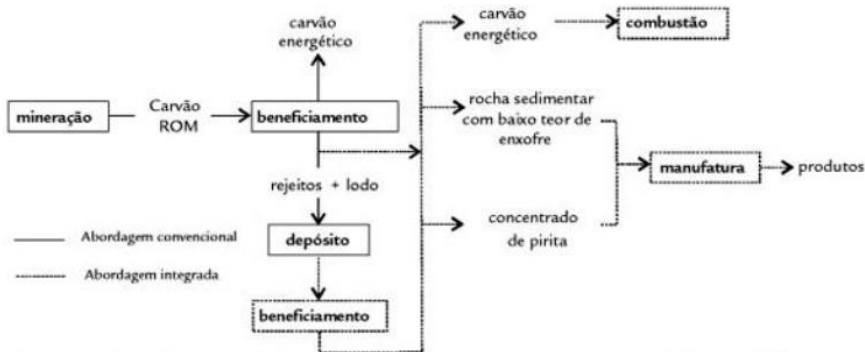 carvão
energético
mineração
Carvão
ROM
beneficiamento
rejeitos + lodo
depósito
beneficiamento
carvão
energético
combustão
rocha sedimentar
com baixo teor de
enxofre
concentrado
de pirita
manufatura
produtos
Abordagem convencional
Abordagem integrada